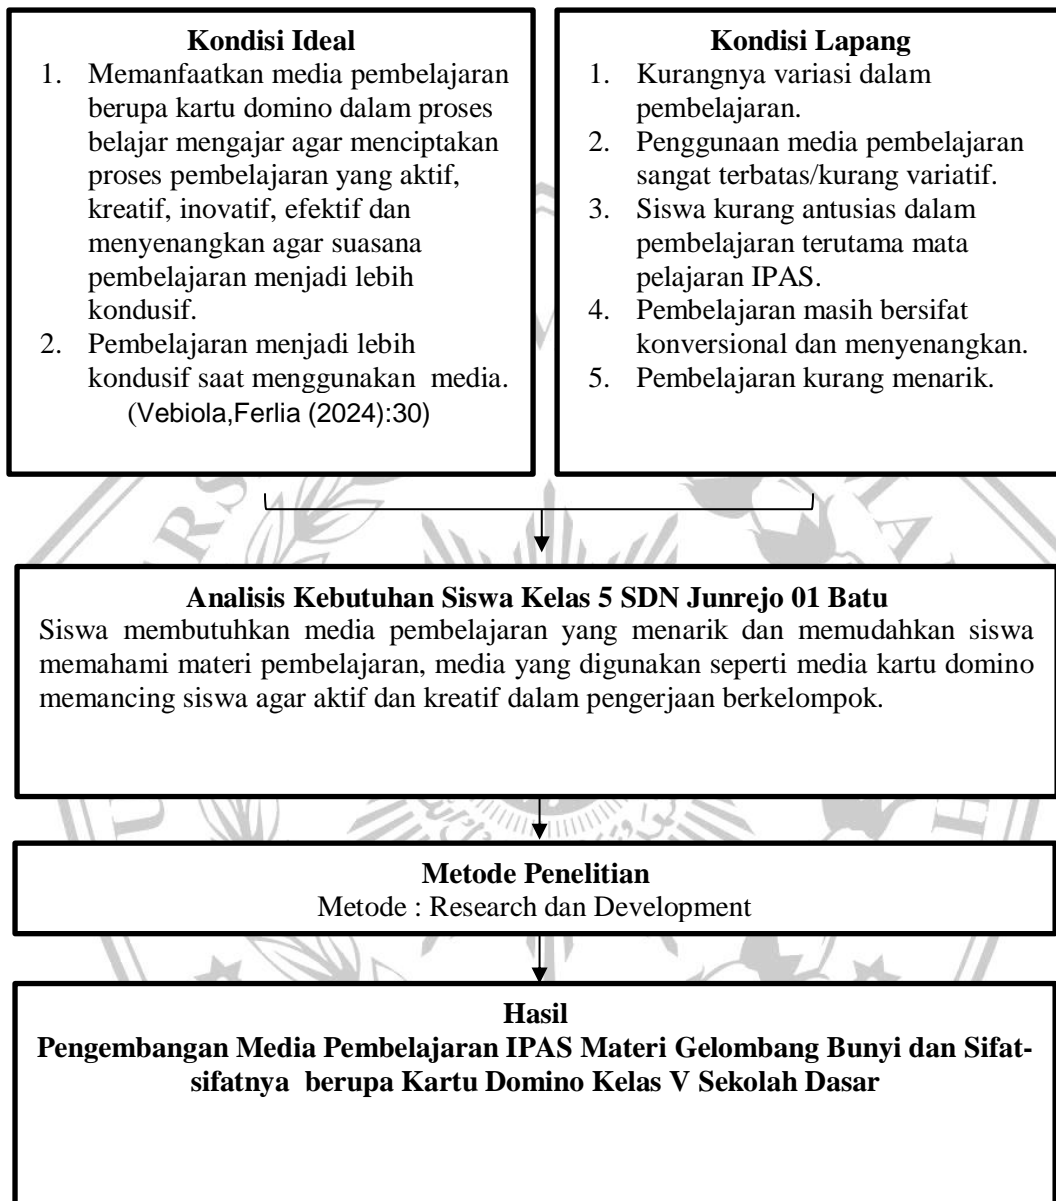 Kondisi Ideal
1. Memanfaatkan media pembelajaran
berupa kartu domino dalam proses
belajar mengajar agar menciptakan
proses pembelajaran yang aktif,
kreatif, inovatif, efektif dan
menyenangkan agar suasana
pembelajaran menjadi lebih
kondusif.
2. Pembelajaran menjadi lebih
kondusif saat menggunakan media.
(Vebiola,Ferlia (2024):30)
Kondisi Lapang
1. Kurangnya variasi dalam
pembelajaran.
2. Penggunaan media pembelajaran
sangat terbatas/kurang variatif.
3. Siswa kurang antusias dalam
pembelajaran terutama mata
pelajaran IPAS.
4. Pembelajaran masih bersifat
konversional dan menyenangkan.
5. Pembelajaran kurang menarik.
Analisis Kebutuhan Siswa Kelas 5 SDN Junrejo 01 Batu
Siswa membutuhkan media pembelajaran yang menarik dan memudahkan siswa
memahami materi pembelajaran, media yang digunakan seperti media kartu domino
memancing siswa agar aktif dan kreatif dalam pengerjaan berkelompok.
Metode Penelitian
Metode : Research dan Development
Hasil
Pengembangan Media Pembelajaran IPAS Materi Gelombang Bunyi dan Sifat-
sifatnya berupa Kartu Domino Kelas V Sekolah Dasar